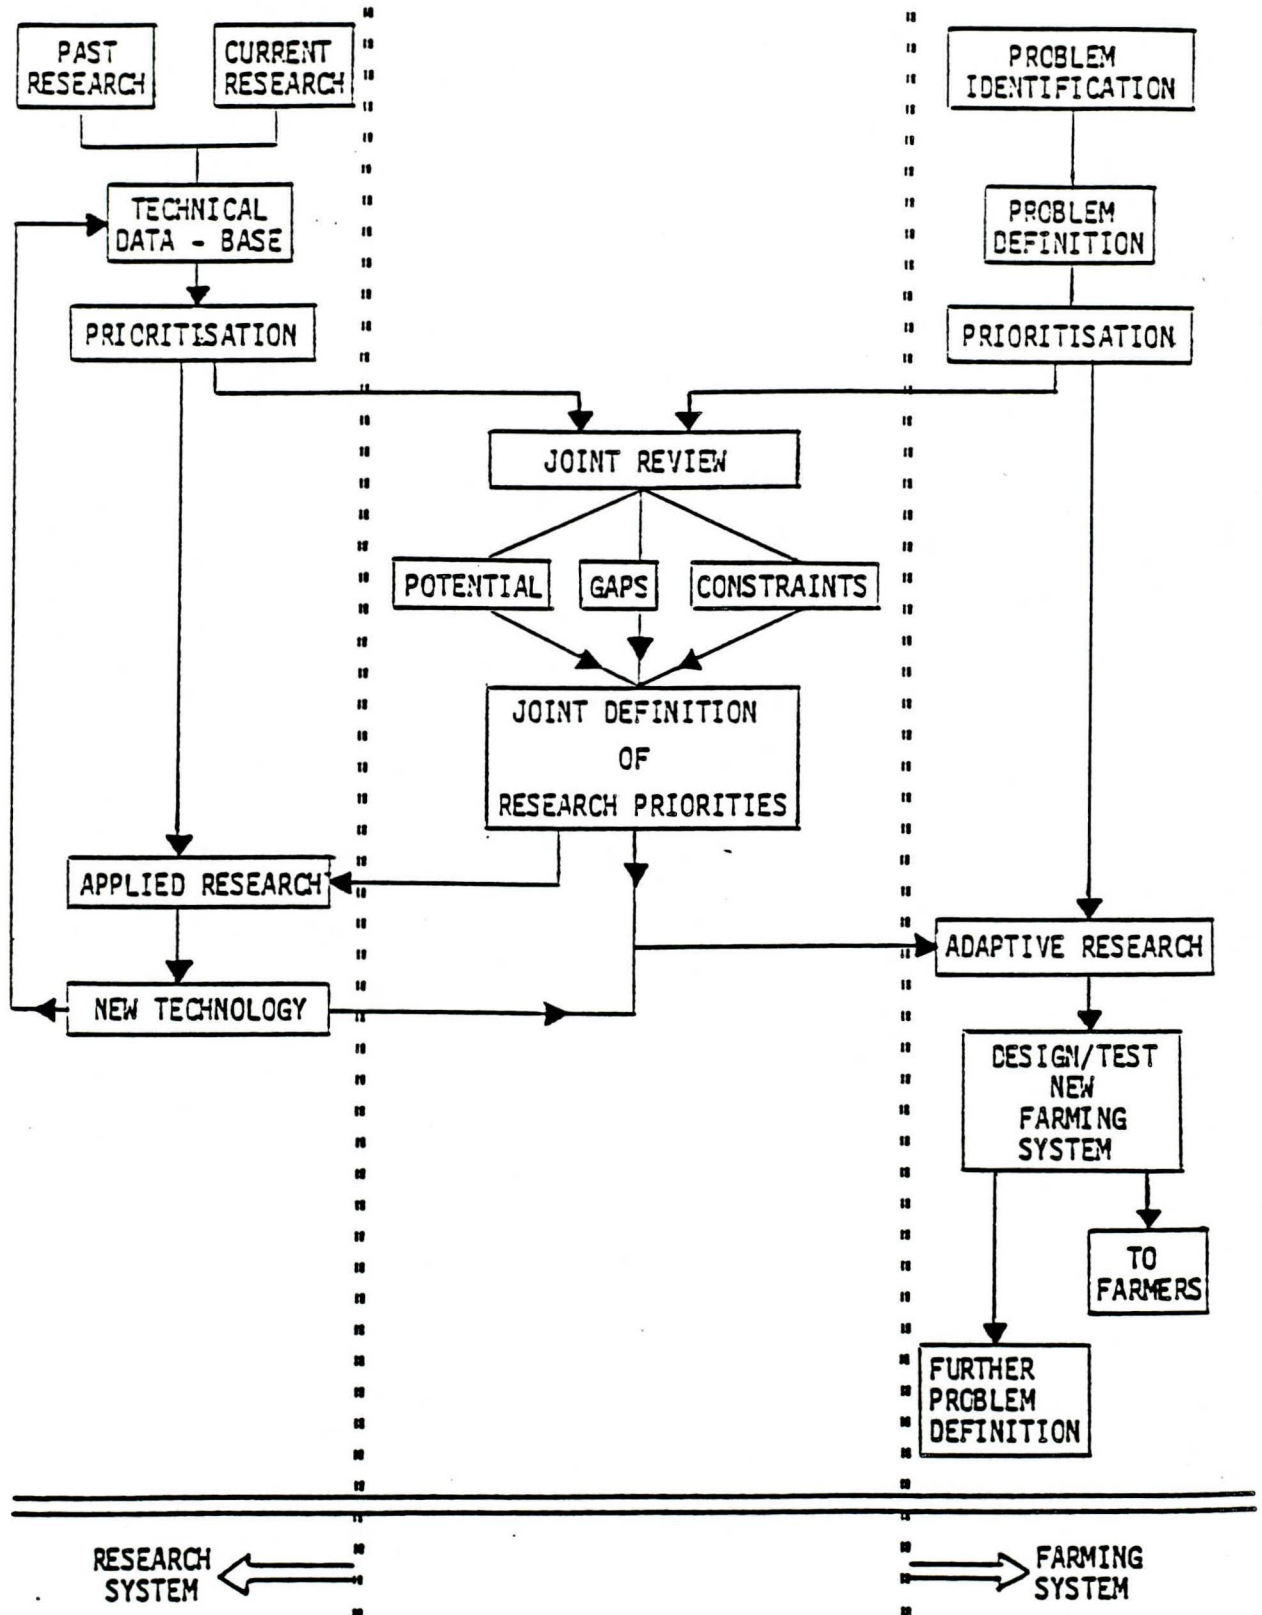 PAST
RESEARCH
CURRENT
RESEARCH
PROBLEM
IDENTIFICATION
TECHNICAL
DATA - BASE
PROBLEM
DEFINITION
PRIORITISATION
PRIORITISATION
JOINT REVIEW
POTENTIAL
GAPS
CONSTRAINTS
JOINT DEFINITION
OF
RESEARCH PRIORITIES
APPLIED RESEARCH
ADAPTIVE RESEARCH
NEW TECHNOLOGY
DESIGN/TEST
NEW
FARMING
SYSTEM
TO
FARMERS
FURTHER
PROBLEM
DEFINITION
RESEARCH
SYSTEM
FARMING
SYSTEM